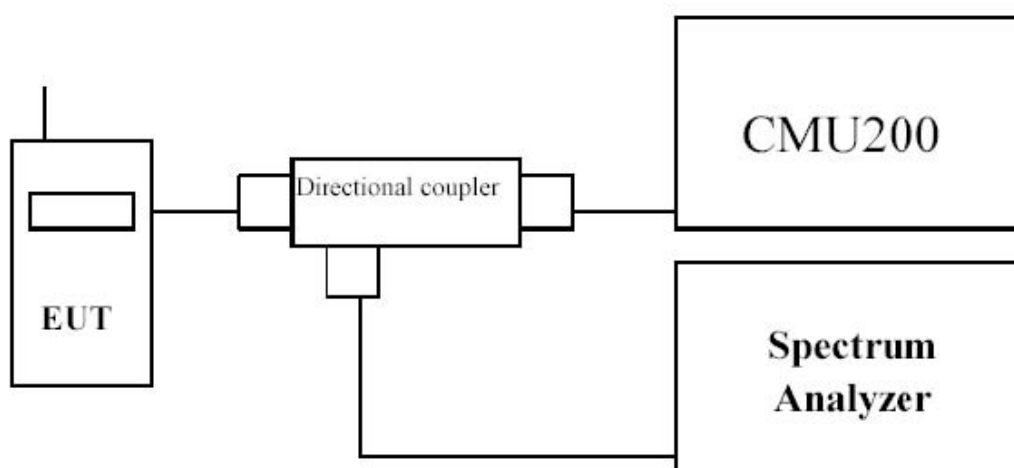 CMU200
Directional coupler
EUT
Spectrum
Analyzer